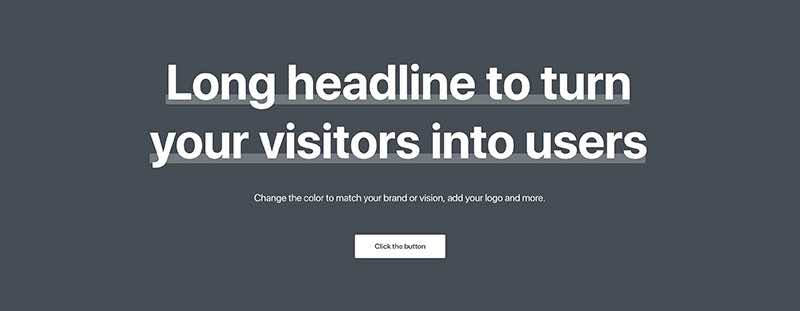 Long headline to turn
your visitors into users
Change the color to match your brand or vision, add your logo and more.
Click the button